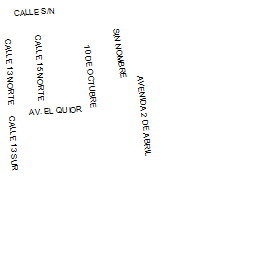 CALLE S/N
SIN NOMBRE
CALLE 13 NORTE
CALLE 15 NORTE
10 DE OCTUBRE
AVENIDA 2 DE ABRIL
AV. EL QUIOR
CALLE 13 SUR